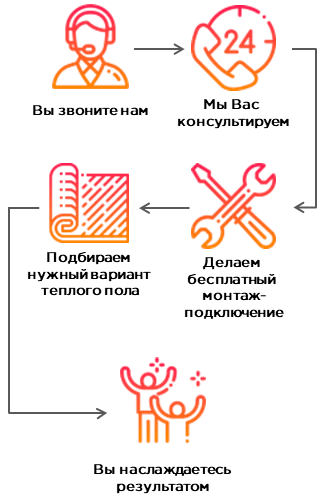 Вы звоните нам
24
Мы Вас
консультируем
Делаем
бесплатный
монтаж-
подключение
Подбираем
нужный вариант
теплого пола
Вы наслаждаетесь
результатом